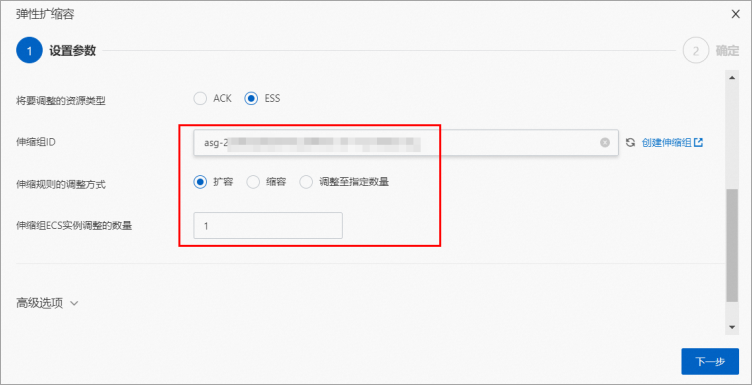 弹性扩缩容
1 设置参数 2 确定
将要调整的资源类型 ACK ESS
伸缩组ID asg-2 创建伸缩组
伸缩规则的调整方式 扩容 缩容 调整至指定数量
伸缩组ECS实例调整的数量 1
高级选项
下一步